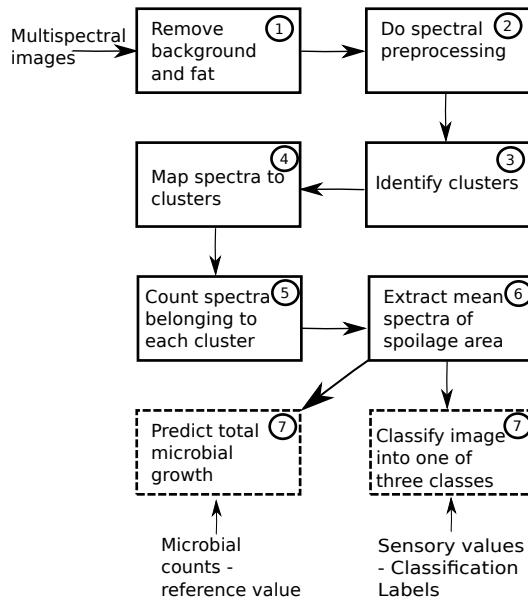 Multispectral
images
Remove
background
and fat
1
Do spectral
preprocessing
2
Identify clusters
3
Map spectra to
clusters
4
Count spectra
belonging to
each cluster
5
Extract mean
spectra of
spoilage area
6
Predict total
microbial
growth
7
Classify image
into one of
three classes
7
Microbial
counts -
reference value
Sensory values
- Classification
Labels